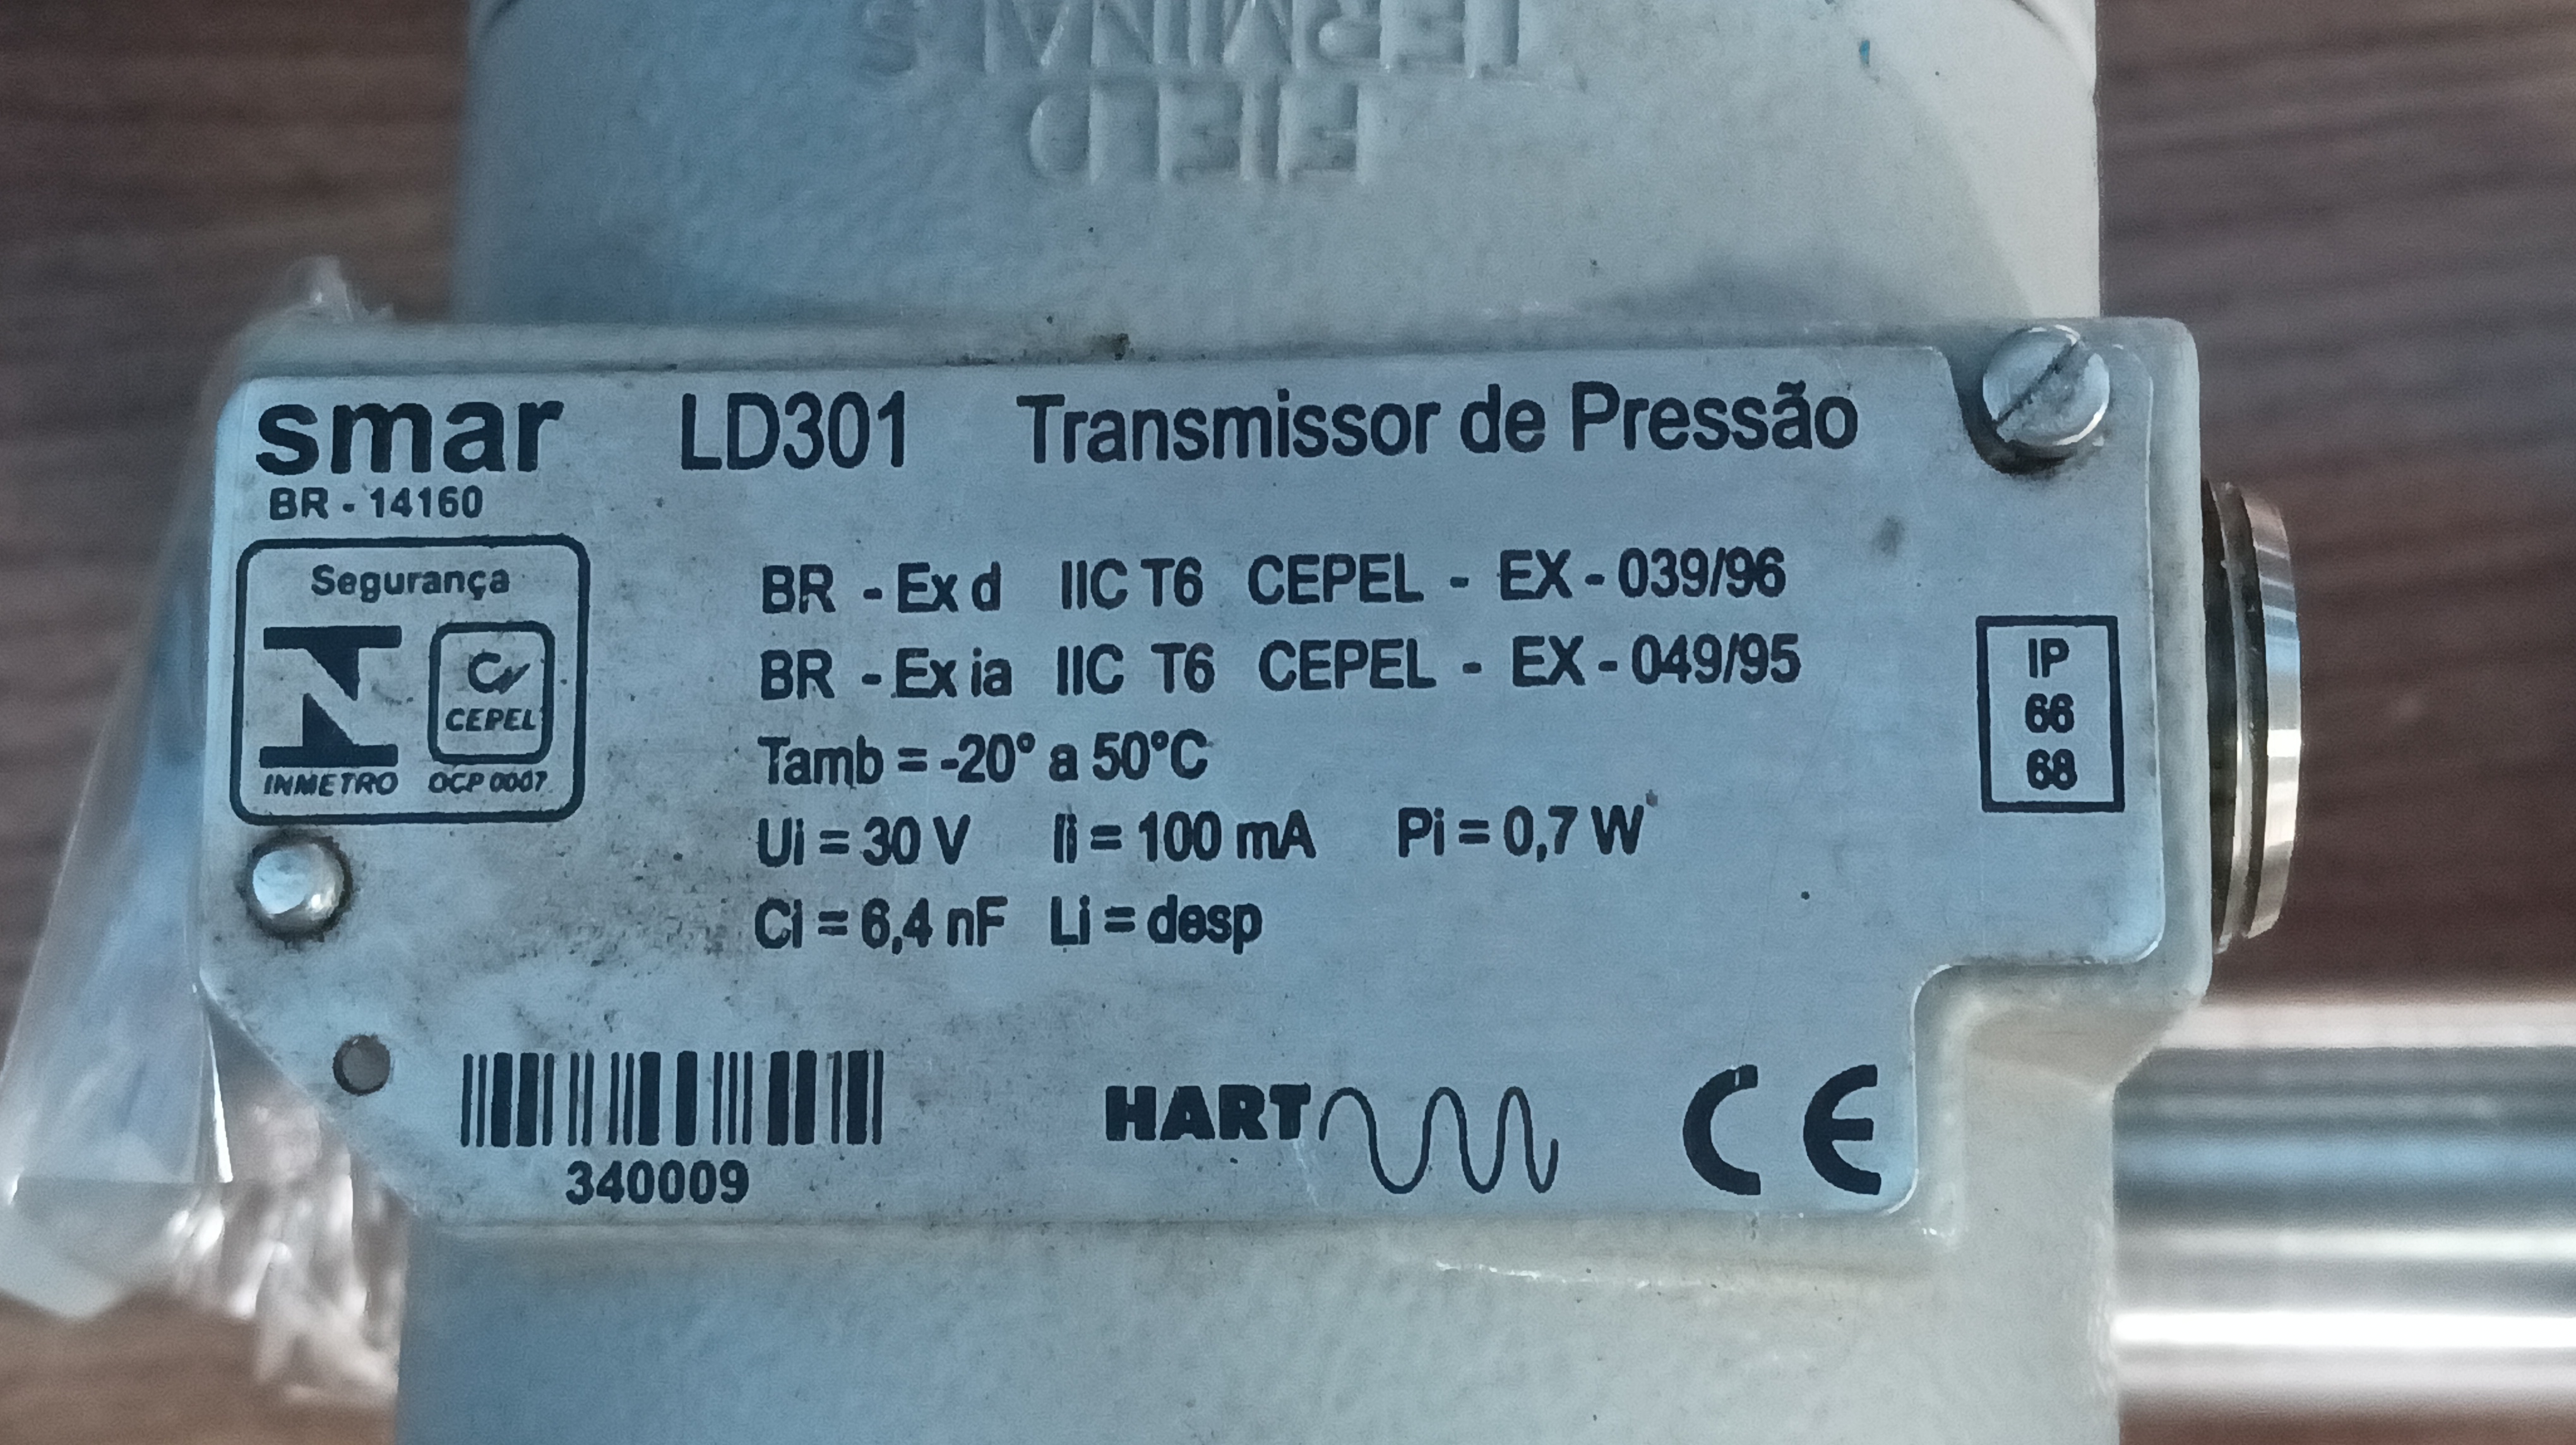 TERMINALS
FIELD
smar LD301 Transmissor de Pressão
BR - 14160
Segurança
CEPEL
INMETRO OCP 0007
BR - Ex d IIC T6 CEPEL - EX - 039/96
BR - Ex ia IIC T6 CEPEL - EX - 049/95
Tamb = -20° a 50°C
Ui = 30 V Ii = 100 mA Pi = 0,7 W
Ci = 6,4 nF Li = desp
IP
66
68
340009
HART
CE